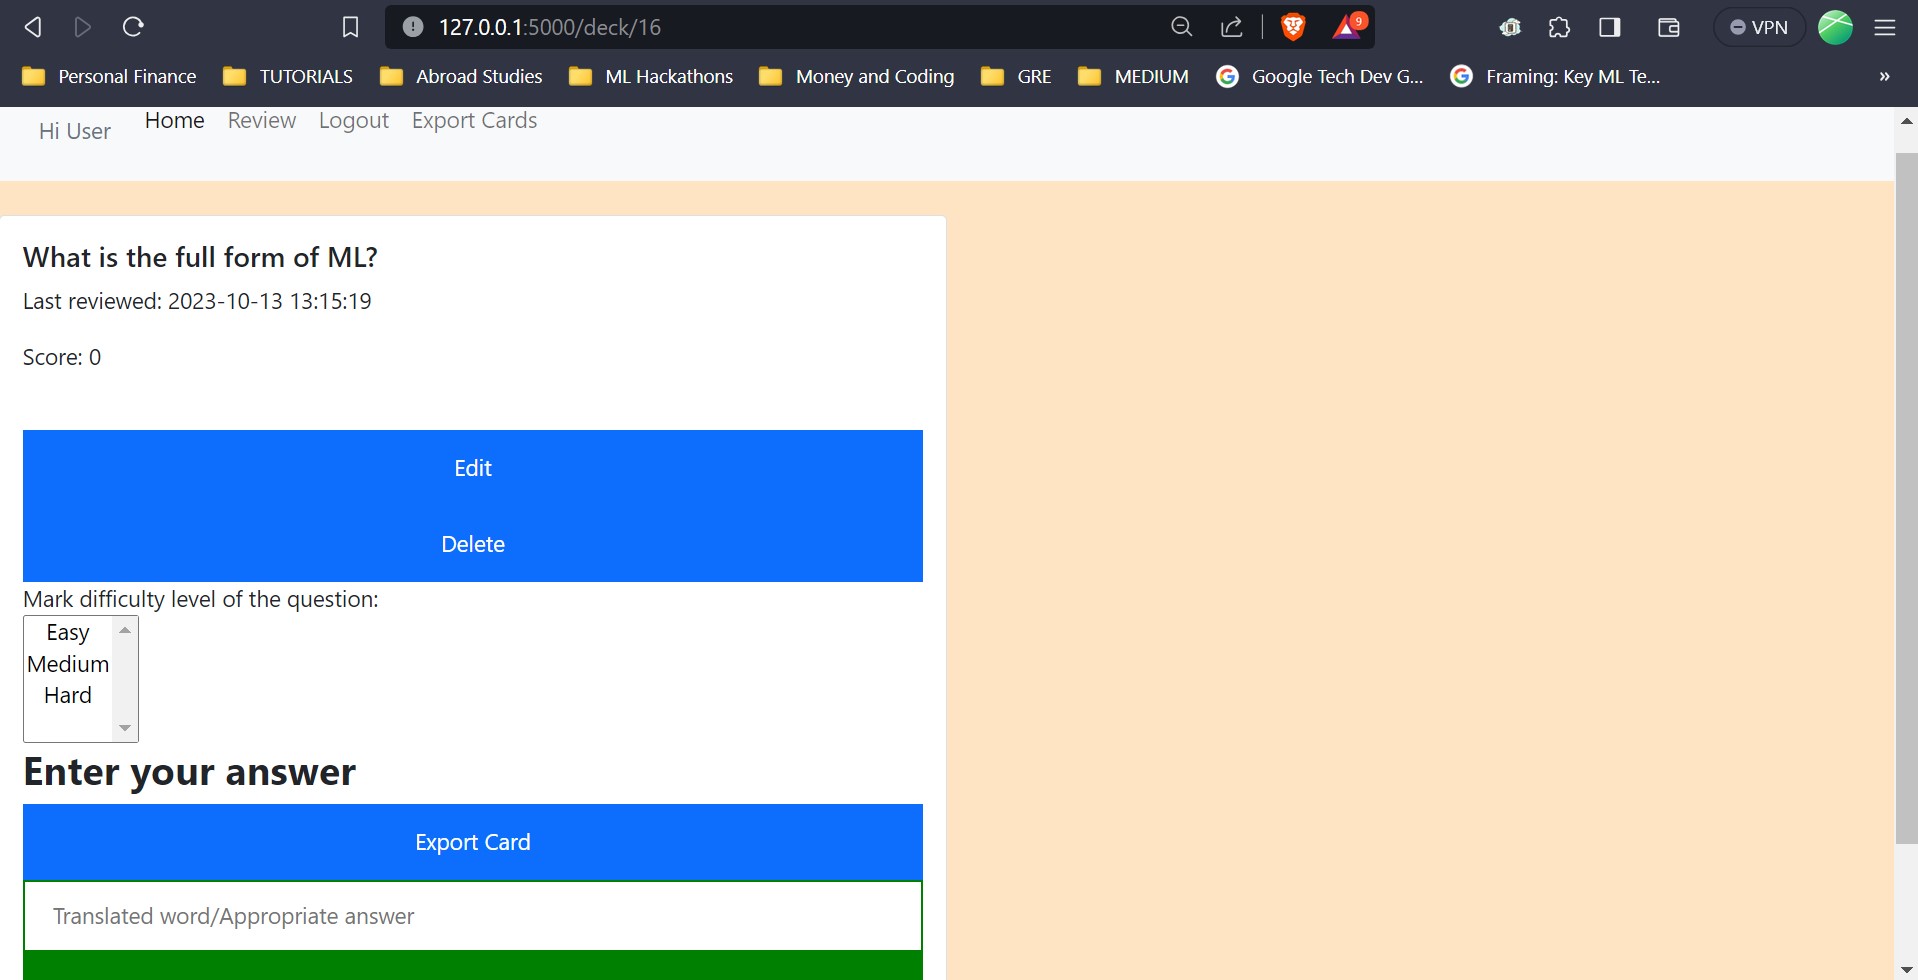 127.0.0.1:5000/deck/16
9
VPN
Personal Finance TUTORIALS Abroad Studies ML Hackathons Money and Coding GRE MEDIUM Google Tech Dev G... Framing: Key ML Te... »
Hi User Home Review Logout Export Cards
What is the full form of ML?
Last reviewed: 2023-10-13 13:15:19
Score: 0
Edit
Delete
Mark difficulty level of the question:
Easy
Medium
Hard
Enter your answer
Export Card
Translated word/Appropriate answer